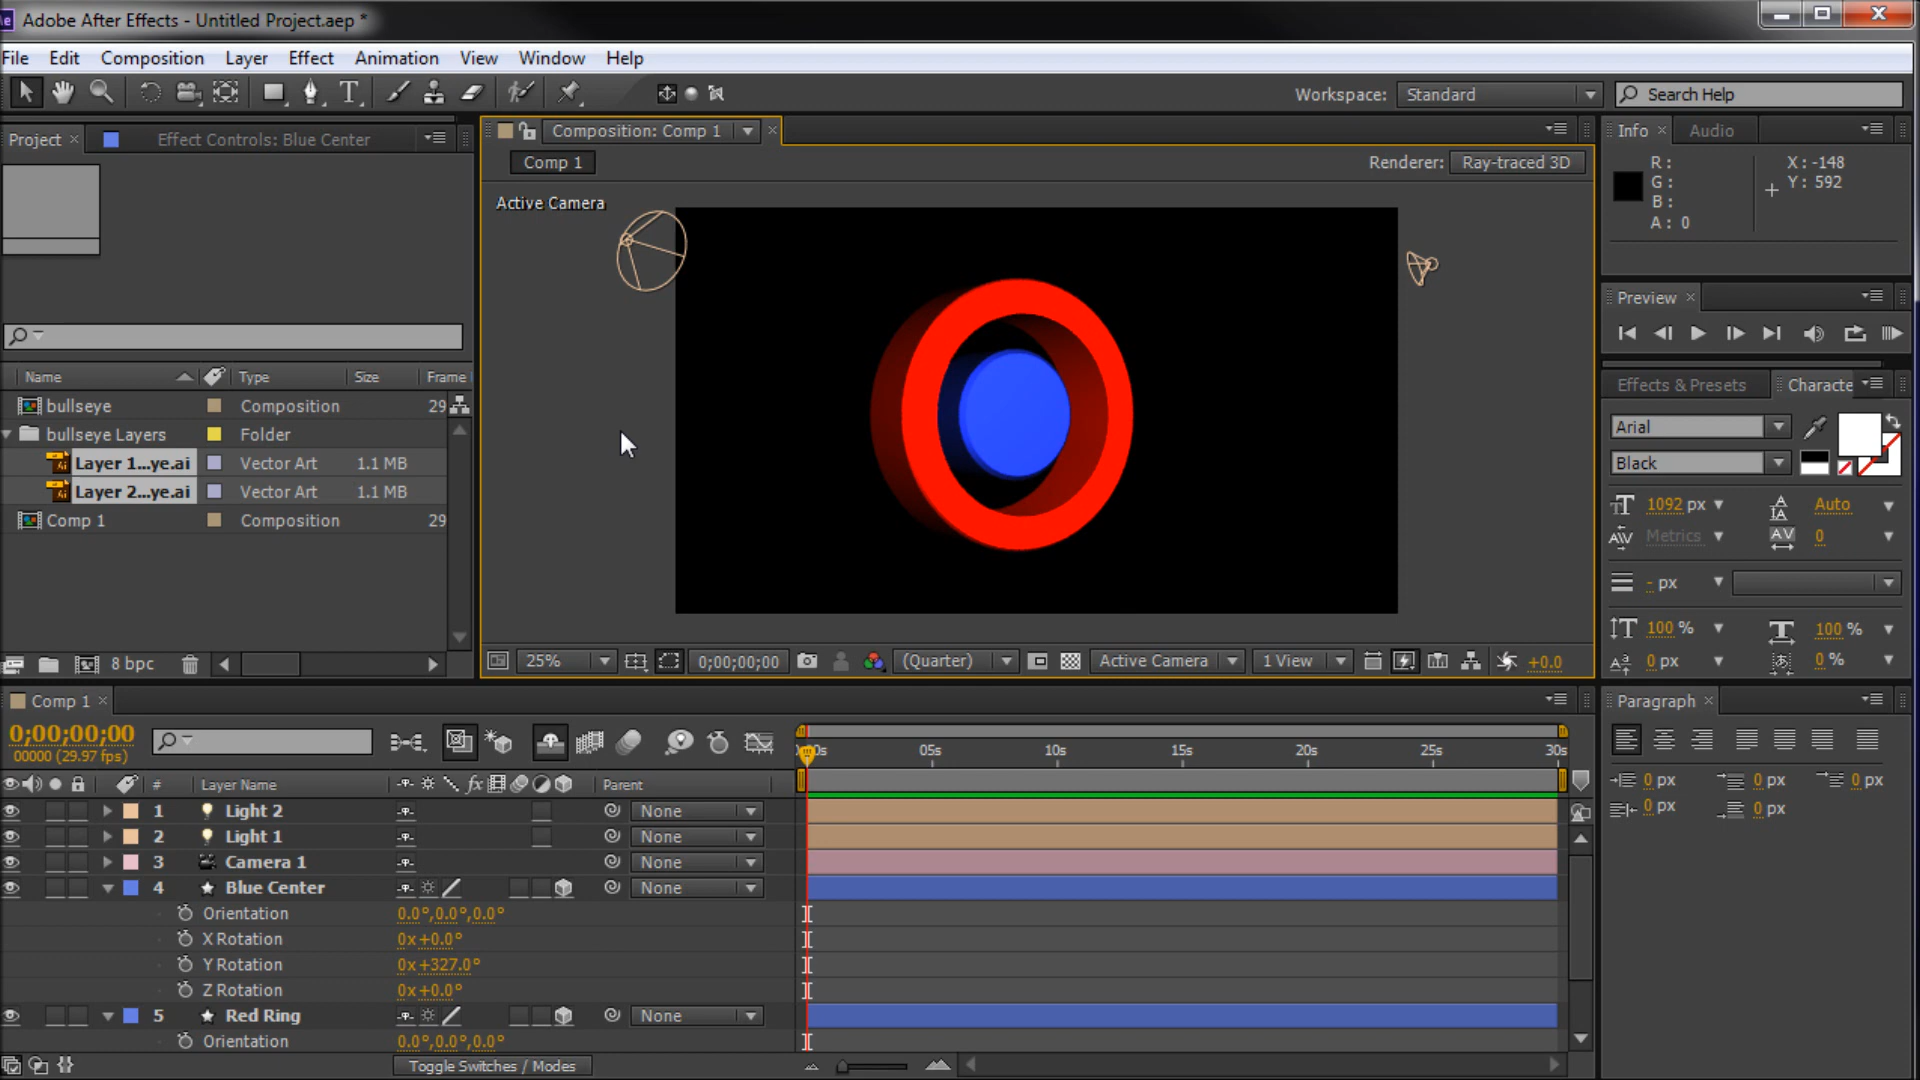 Adobe After Effects - Untitled Project.aep *
File Edit Composition Layer Effect Animation View Window Help
Workspace: Standard Search Help
Project Effect Controls: Blue Center
Name Type Size Frame
bullseye Composition 29
bullseye Layers Folder
Layer 1...ye.ai Vector Art 1.1 MB
Layer 2...ye.ai Vector Art 1.1 MB
Comp 1 Composition 29
8 bpc
Composition: Comp 1
Comp 1 Renderer: Ray-traced 3D
Active Camera
25% 0;00;00;00 (Quarter) Active Camera 1 View +0.0
Info Audio
R: X: -148
G: Y: 592
B:
A: 0
Preview
Effects & Presets Characte
Arial
Black
1092 px Auto
Metrics 0
- px
100 % 100 %
0 px 0 %
Comp 1
0;00;00;00
00000 (29.97 fps)
0s 05s 10s 15s 20s 25s 30s
# Layer Name fx Parent
1 Light 2 None
2 Light 1 None
3 Camera 1 None
4 Blue Center None
Orientation 0.0°,0.0°,0.0°
X Rotation 0x+0.0°
Y Rotation 0x+327.0°
Z Rotation 0x+0.0°
5 Red Ring None
Orientation 0.0°,0.0°,0.0°
Toggle Switches / Modes
Paragraph
0 px 0 px 0 px
0 px 0 px